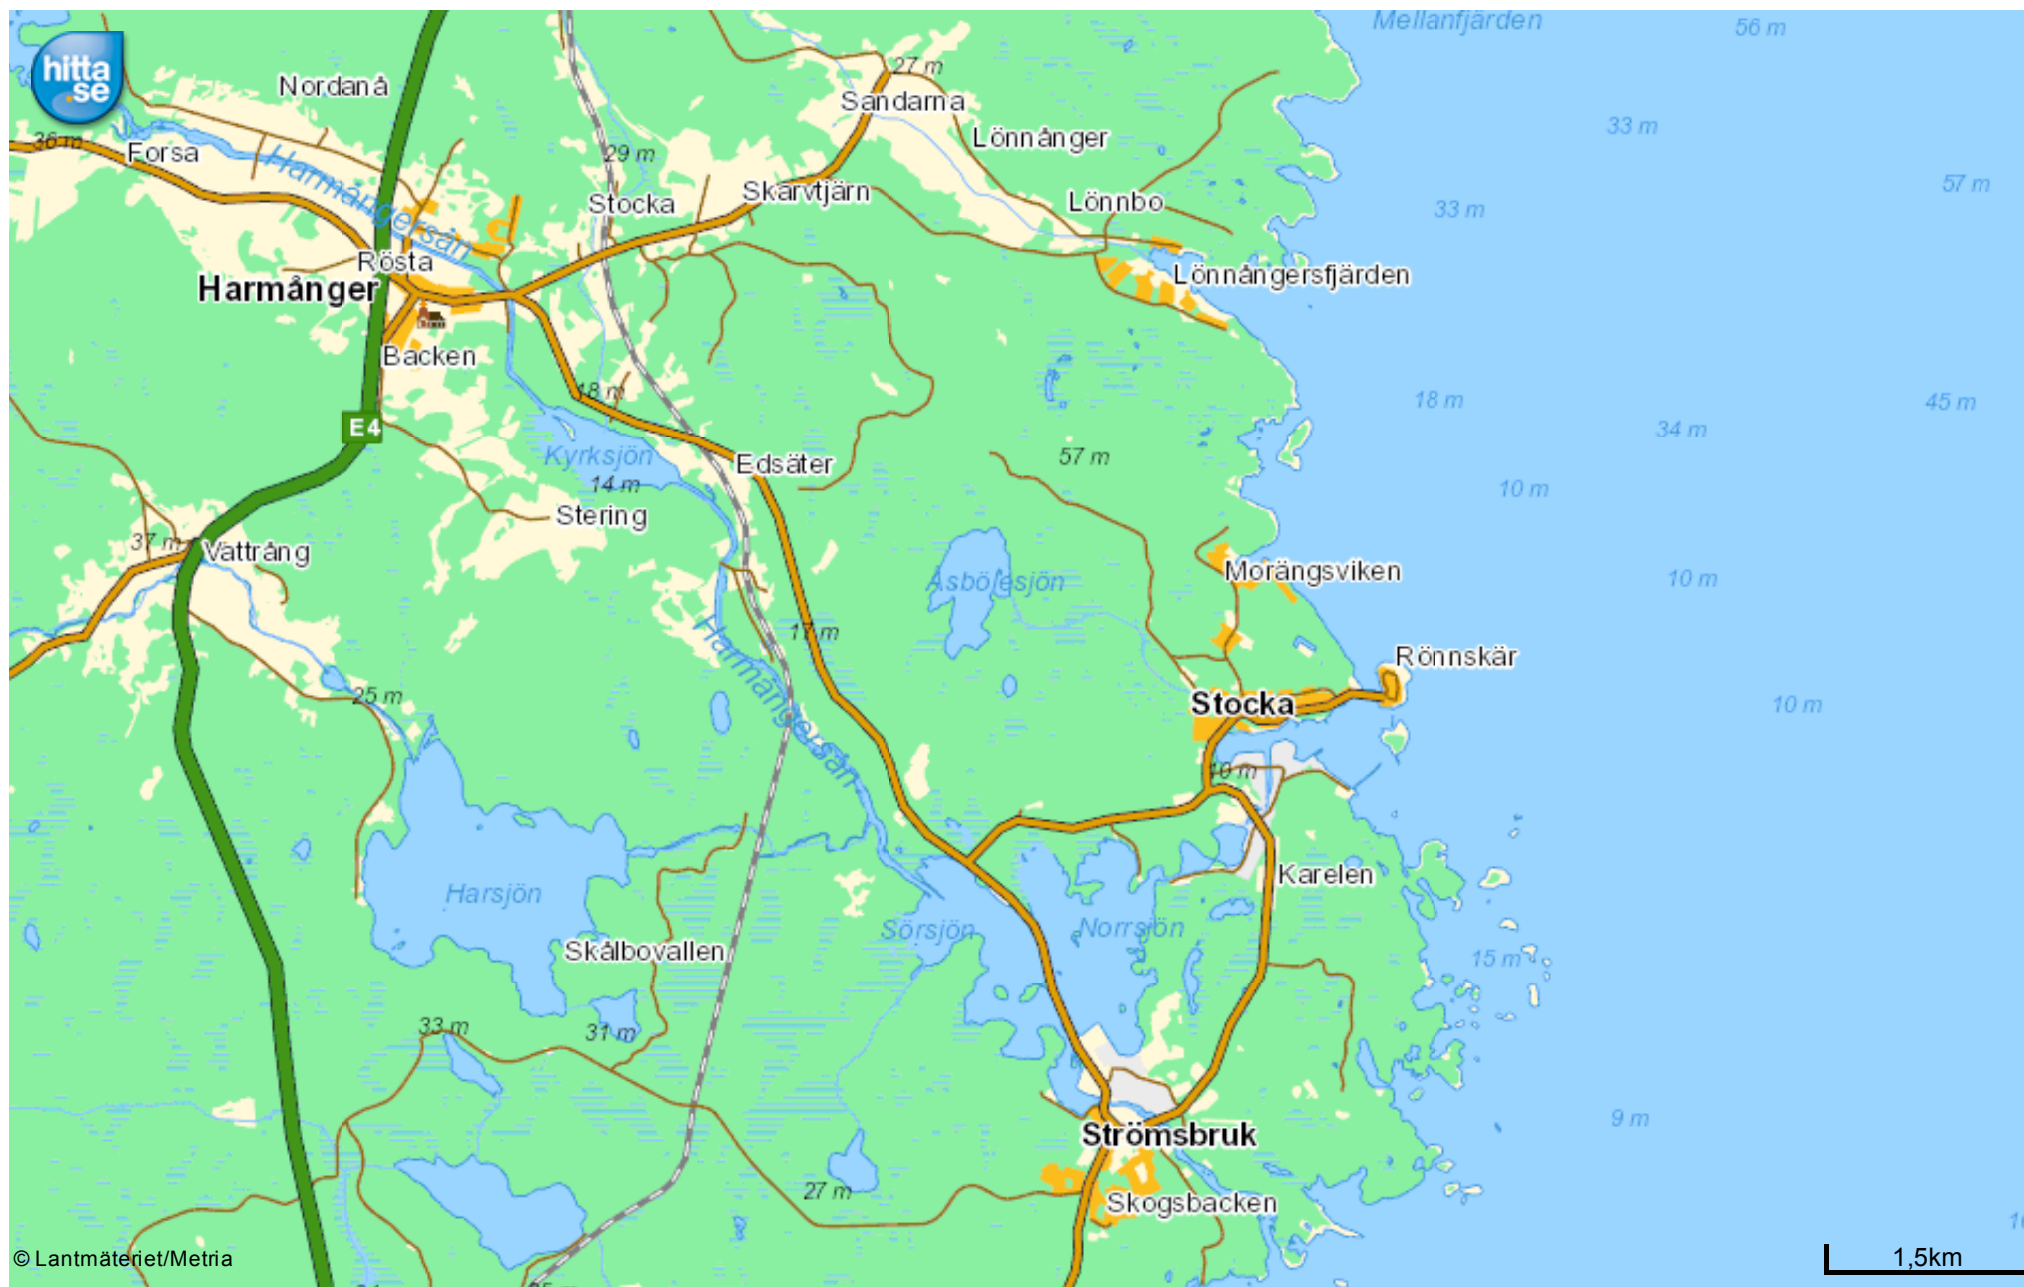 Mellanfjärden
56 m
hitta
.se
27 m
Nordanå
Sandarna
33 m
Lönnånger
36 m
Forsa
29 m
Harmångersån
57 m
Skarvtjärn
Stocka
Lönnbo
33 m
Rösta
Lönnångersfjärden
Harmånger
Backen
18 m
18 m
45 m
E4
34 m
Kyrksjön
57 m
Edsäter
14 m
10 m
Stering
37 m
Vattrång
Morängsviken
Åsbölesjön
10 m
17 m
Harmångersån
Rönnskär
25 m
Stocka
10 m
10 m
Karelen
Harsjön
Sörsjön
Norrsjön
Skålbovallen
15 m
33 m
31 m
9 m
Strömsbruk
27 m
Skogsbacken
© Lantmäteriet/Metria
1,5km